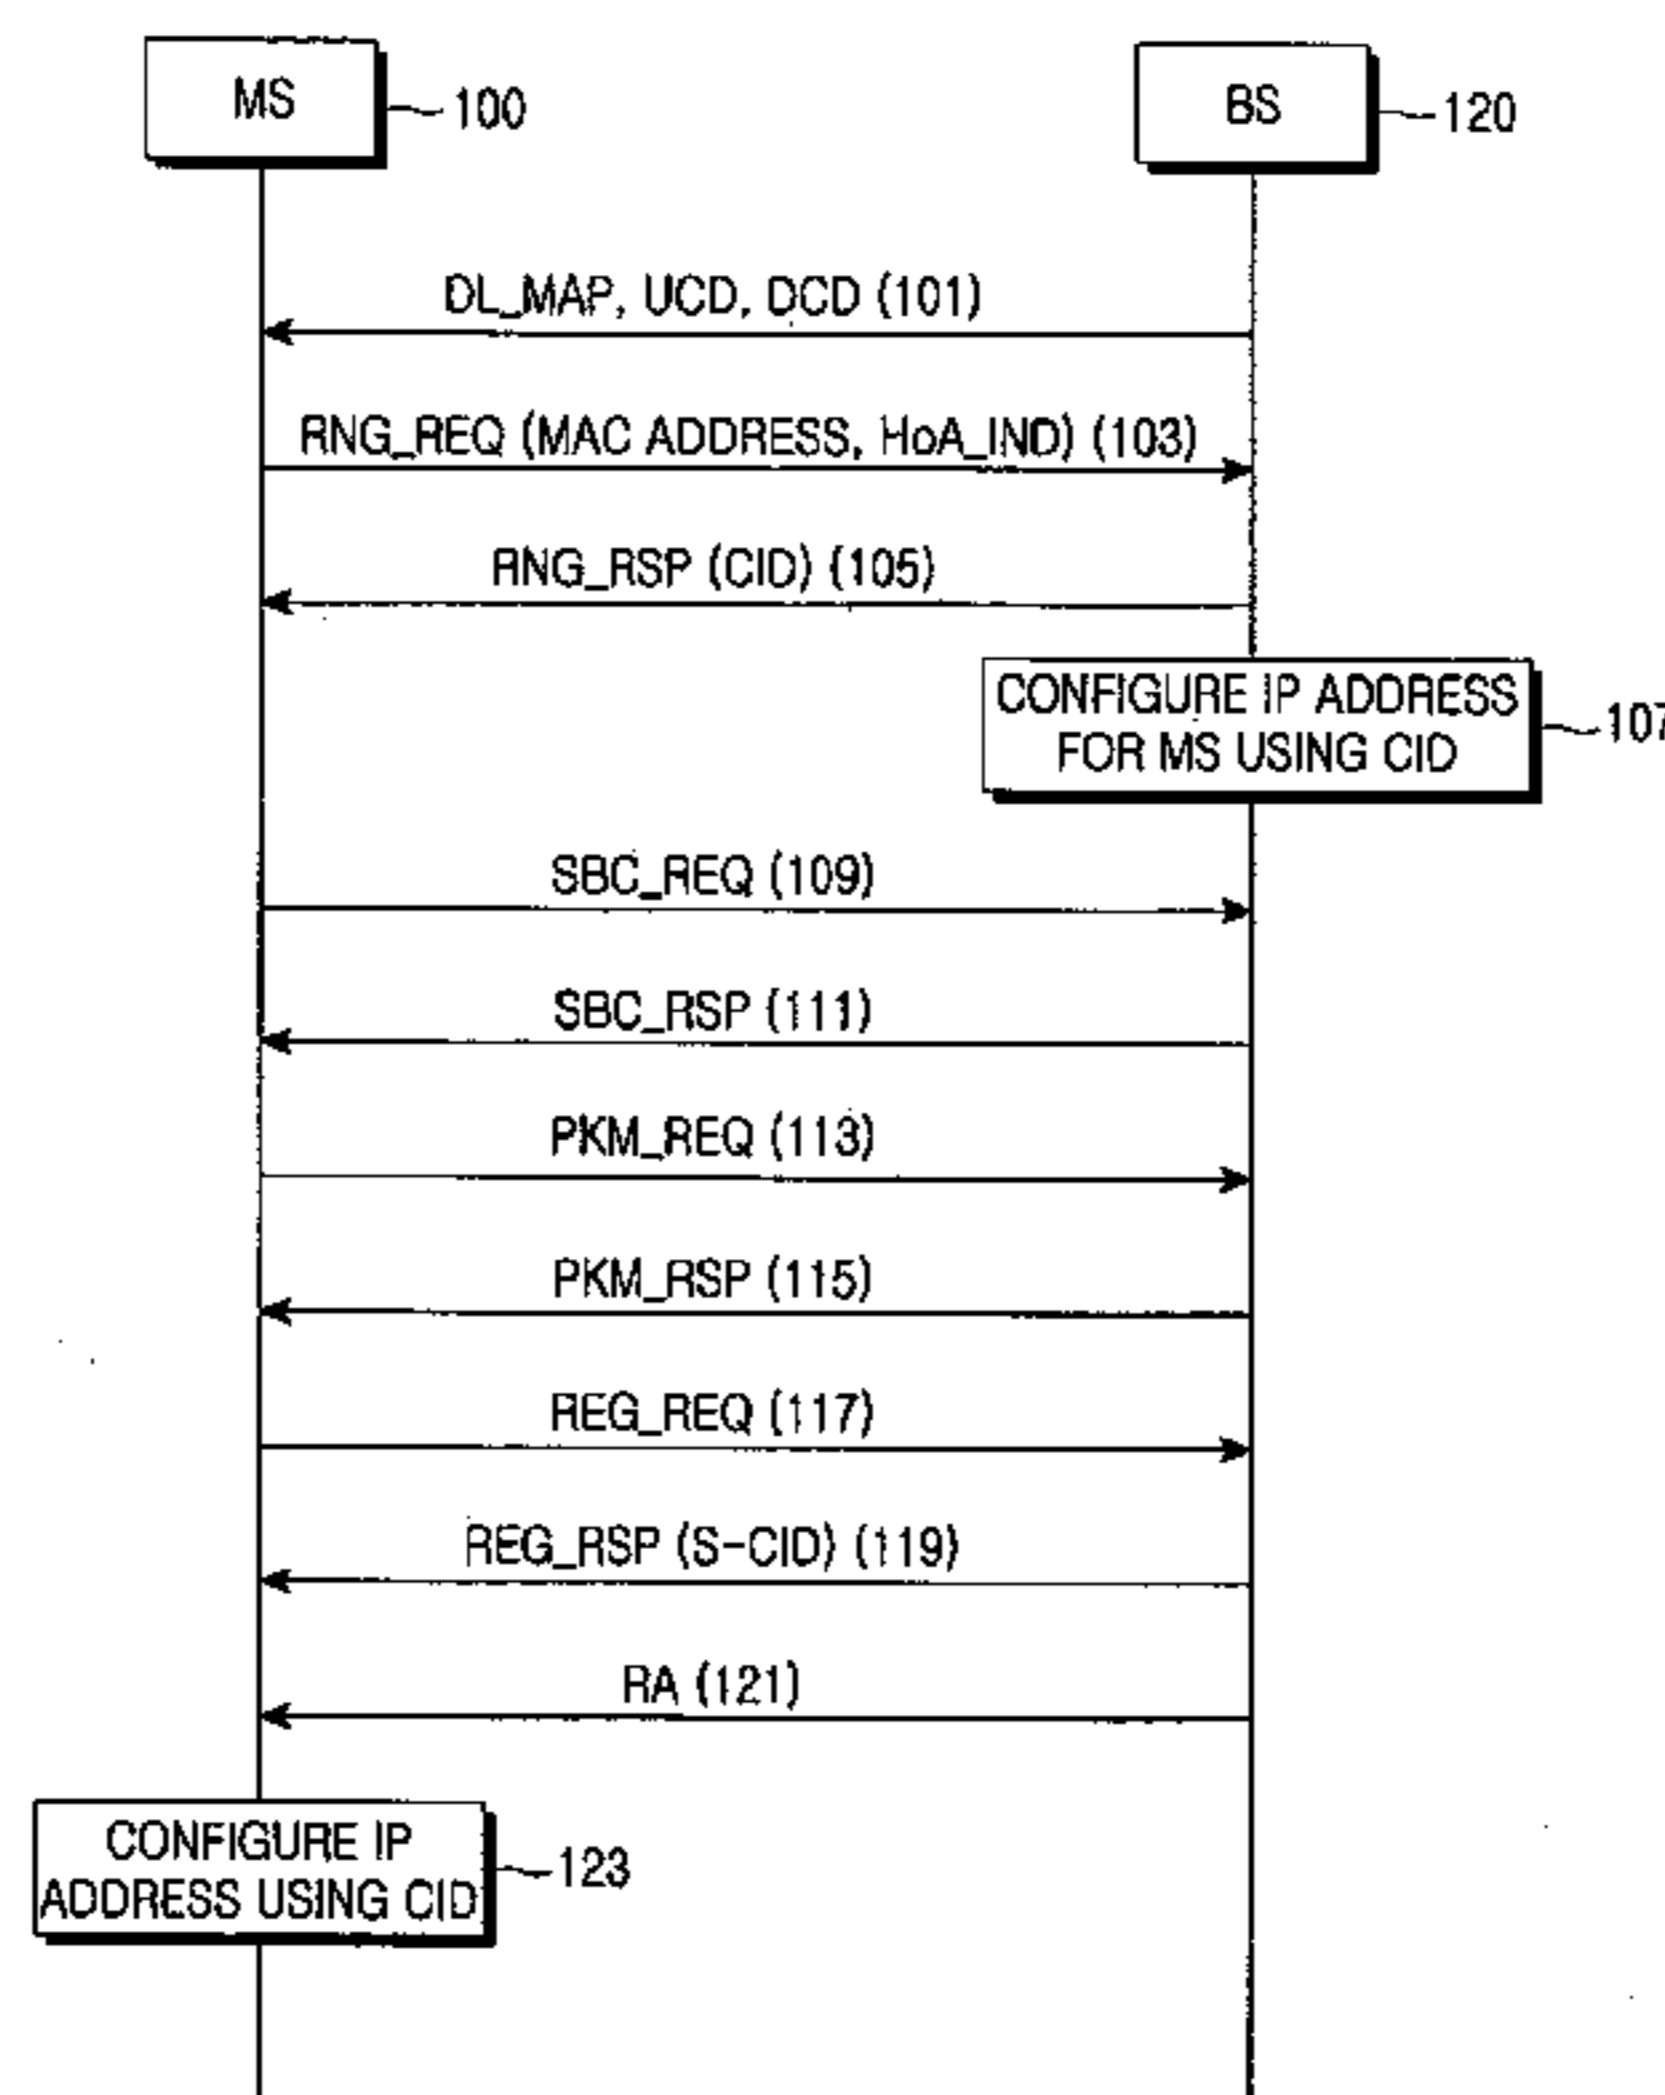 MS
100
BS
120
DL_MAP, UCD, DCD (101)
RNG_REQ (MAC ADDRESS, HoA_IND) (103)
RNG_RSP (CID) (105)
CONFIGURE IP ADDRESS
FOR MS USING CID
107
SBC_REQ (109)
SBC_RSP (111)
PKM_REQ (113)
PKM_RSP (115)
REG_REQ (117)
REG_RSP (S-CID) (119)
RA (121)
CONFIGURE IP
ADDRESS USING CID
123